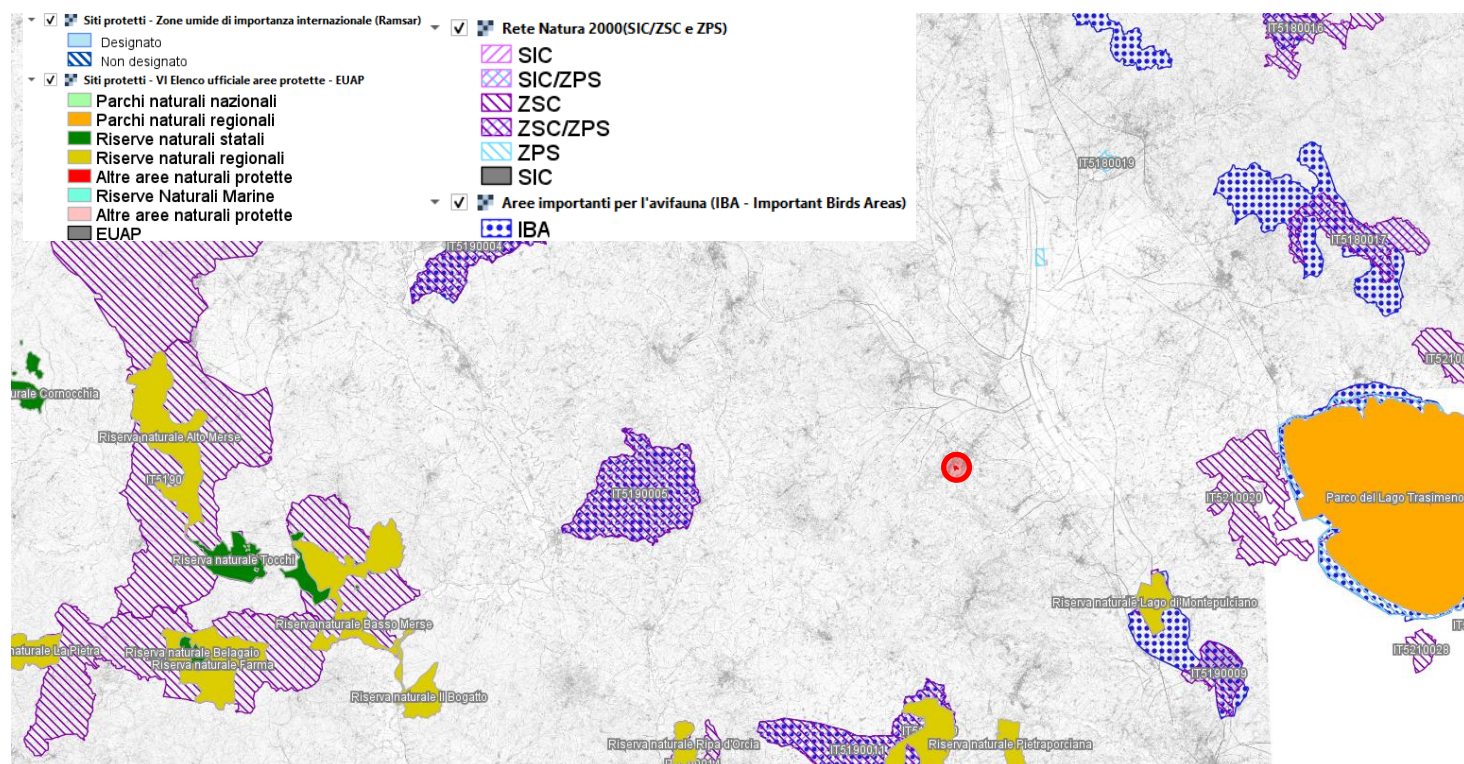 Siti protetti - Zone umide di importanza internazionale (Ramsar)
Designato
Non designato
Siti protetti - VI Elenco ufficiale aree protette - EUAP
Parchi naturali nazionali
Parchi naturali regionali
Riserve naturali statali
Riserve naturali regionali
Altre aree naturali protette
Riserve Naturali Marine
Altre aree naturali protette
EUAP
Rete Natura 2000(SIC/ZSC e ZPS)
SIC
SIC/ZPS
ZSC
ZSC/ZPS
ZPS
SIC
Aree importanti per l'avifauna (IBA - Important Birds Areas)
IBA
IT5180016
IT5180019
IT5180017
IT5190004
IT5210
urale Cornocchia
Riserva naturale Alto Merse
IT5190
IT5190005
IT5210020
Parco del Lago Trasimeno
Riserva naturale Tocchi
Riserva naturale Lago di Montepulciano
Riserva naturale Basso Merse
naturale La Pietra
Riserva naturale Belagaio
Riserva naturale Farma
IT5210028
IT5190009
Riserva naturale Il Bogatto
Riserva naturale Ripa d'Orcia
IT5190011
Riserva naturale Pietraporciana